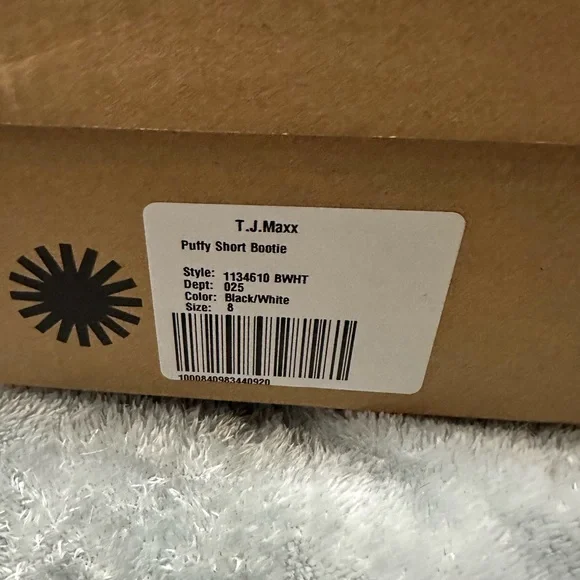 T.J.Maxx
Puffy Short Bootie
Style: 1134610 BWHT
Dept: 025
Color: Black/White
Size: 8
1000840983440920